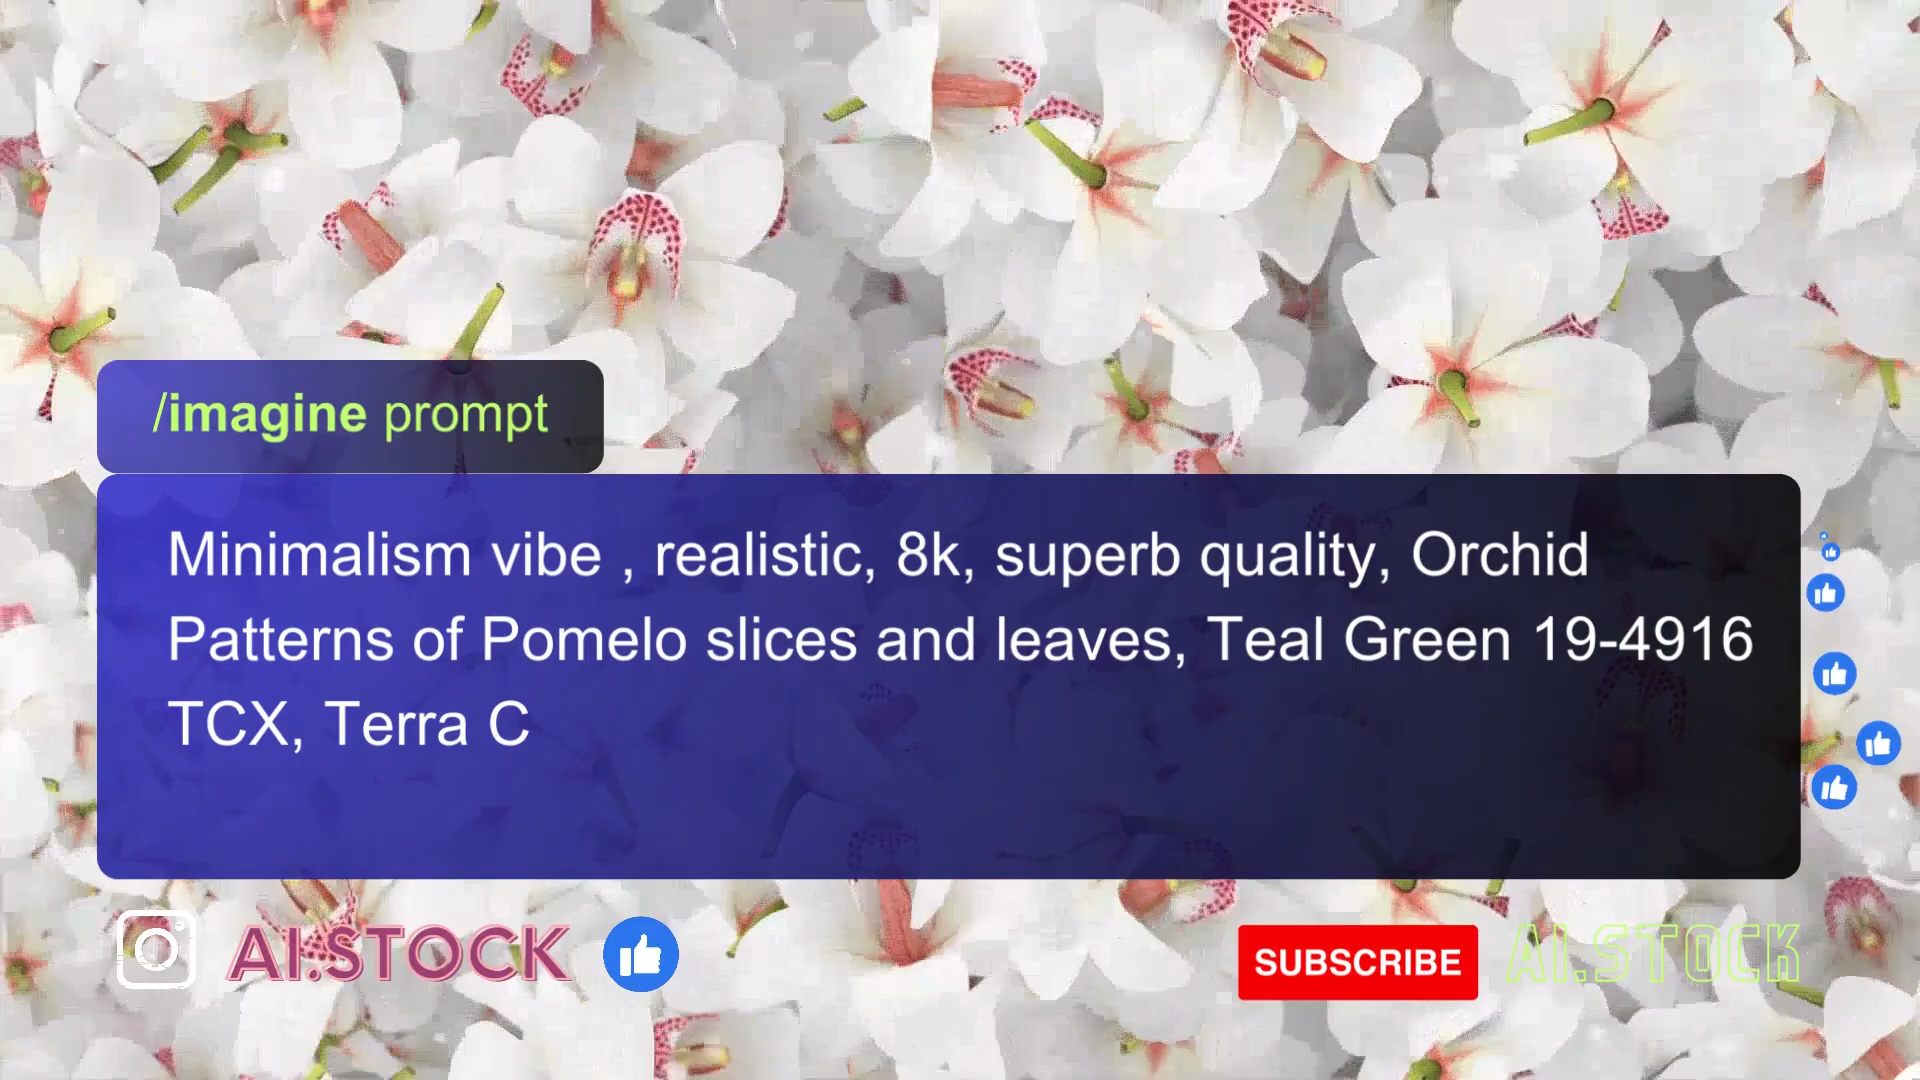 /imagine prompt
Minimalism vibe , realistic, 8k, superb quality, Orchid
Patterns of Pomelo slices and leaves, Teal Green 19-4916
TCX, Terra C
AI.STOCK
SUBSCRIBE
AI.STOCK